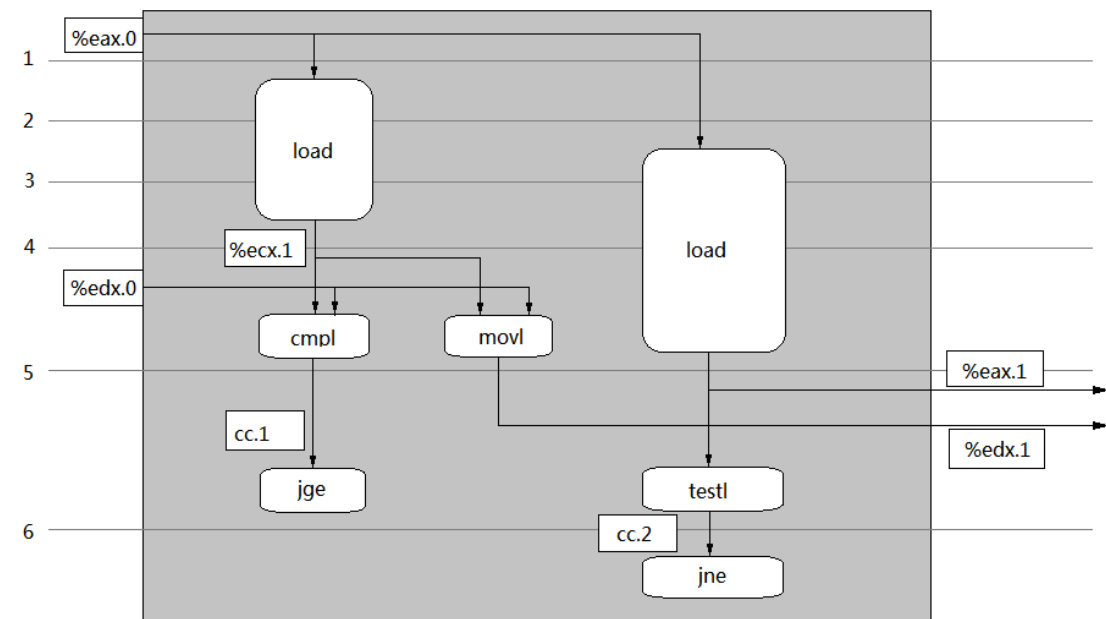 %eax.0
1
2
load
3
4
%ecx.1
load
%edx.0
cmpl
movl
5
%eax.1
cc.1
%edx.1
jge
testl
6
cc.2
jne